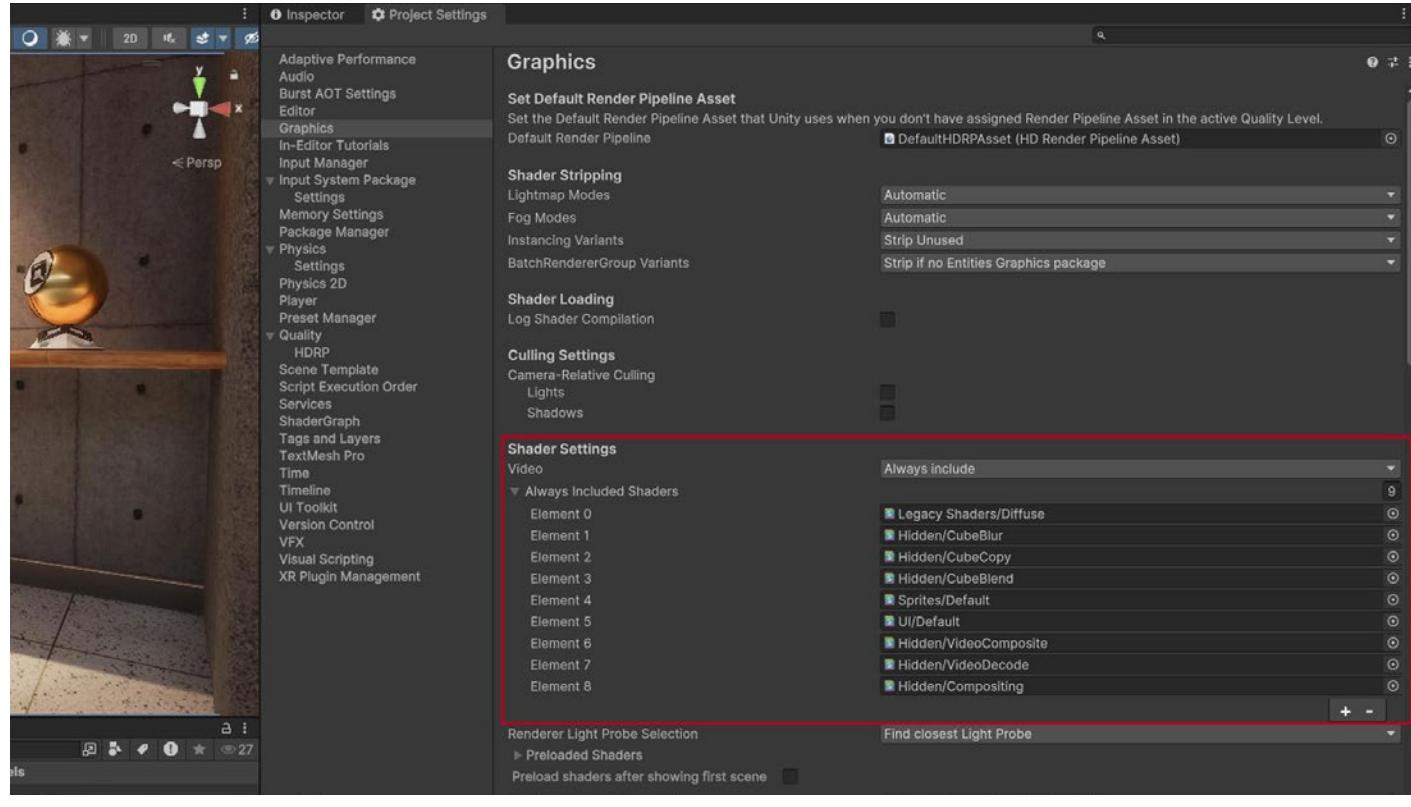 Inspector
Project Settings
2D
y
x
Persp
27
els
Adaptive Performance
Audio
Burst AOT Settings
Editor
Graphics
In-Editor Tutorials
Input Manager
Input System Package
Settings
Memory Settings
Package Manager
Physics
Settings
Physics 2D
Player
Preset Manager
Quality
HDRP
Scene Template
Script Execution Order
Services
ShaderGraph
Tags and Layers
TextMesh Pro
Time
Timeline
UI Toolkit
Version Control
VFX
Visual Scripting
XR Plugin Management
Graphics
Set Default Render Pipeline Asset
Set the Default Render Pipeline Asset that Unity uses when you don't have assigned Render Pipeline Asset in the active Quality Level.
Default Render Pipeline DefaultHDRPAsset (HD Render Pipeline Asset)
Shader Stripping
Lightmap Modes Automatic
Fog Modes Automatic
Instancing Variants Strip Unused
BatchRendererGroup Variants Strip if no Entities Graphics package
Shader Loading
Log Shader Compilation
Culling Settings
Camera-Relative Culling
Lights
Shadows
Shader Settings
Video Always include
Always Included Shaders 9
Element 0 Legacy Shaders/Diffuse
Element 1 Hidden/CubeBlur
Element 2 Hidden/CubeCopy
Element 3 Hidden/CubeBlend
Element 4 Sprites/Default
Element 5 UI/Default
Element 6 Hidden/VideoComposite
Element 7 Hidden/VideoDecode
Element 8 Hidden/Compositing
+ -
Renderer Light Probe Selection Find closest Light Probe
Preloaded Shaders
Preload shaders after showing first scene